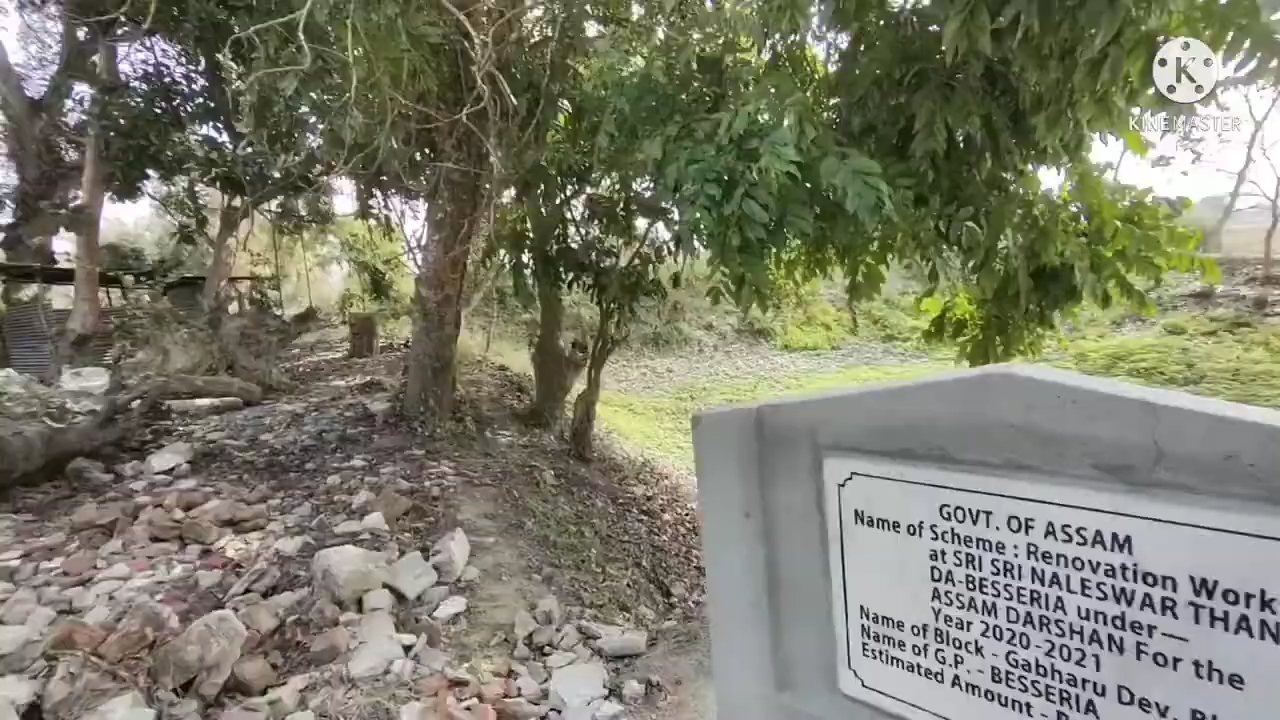 K
KINEMASTER
GOVT. OF ASSAM
Name of Scheme : Renovation Work
at SRI SRI NALESWAR THAN
DA-BESSERIA under—
ASSAM DARSHAN For the
Year 2020-2021
Name of Block - Gabharu Dev.
Name of G.P. - BESSERIA
Estimated Amount -